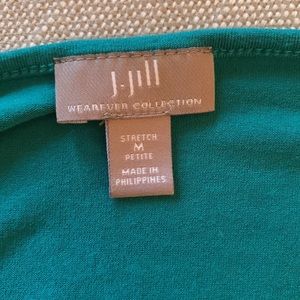 J.Jill
WEAREVER COLLECTION
STRETCH
M
PETITE
MADE IN
PHILIPPINES